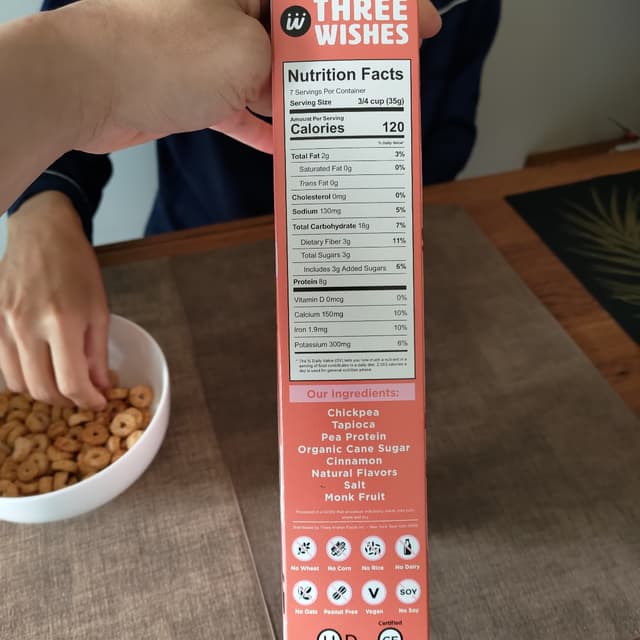 THREE
WISHES
Nutrition Facts
7 Servings Per Container
Serving Size 3/4 cup (35g)
Amount Per Serving
Calories 120
% Daily Value*
Total Fat 2g 3%
Saturated Fat 0g 0%
Trans Fat 0g
Cholesterol 0mg 0%
Sodium 130mg 5%
Total Carbohydrate 18g 7%
Dietary Fiber 3g 11%
Total Sugars 3g
Includes 3g Added Sugars 6%
Protein 8g
Vitamin D 0mcg 0%
Calcium 150mg 10%
Iron 1.9mg 10%
Potassium 300mg 6%
Our Ingredients:
Chickpea
Tapioca
Pea Protein
Organic Cane Sugar
Cinnamon
Natural Flavors
Salt
Monk Fruit
No Wheat No Corn No Rice No Dairy
V SOY
No Oats Peanut Free Vegan No Soy
Certified
U D GF